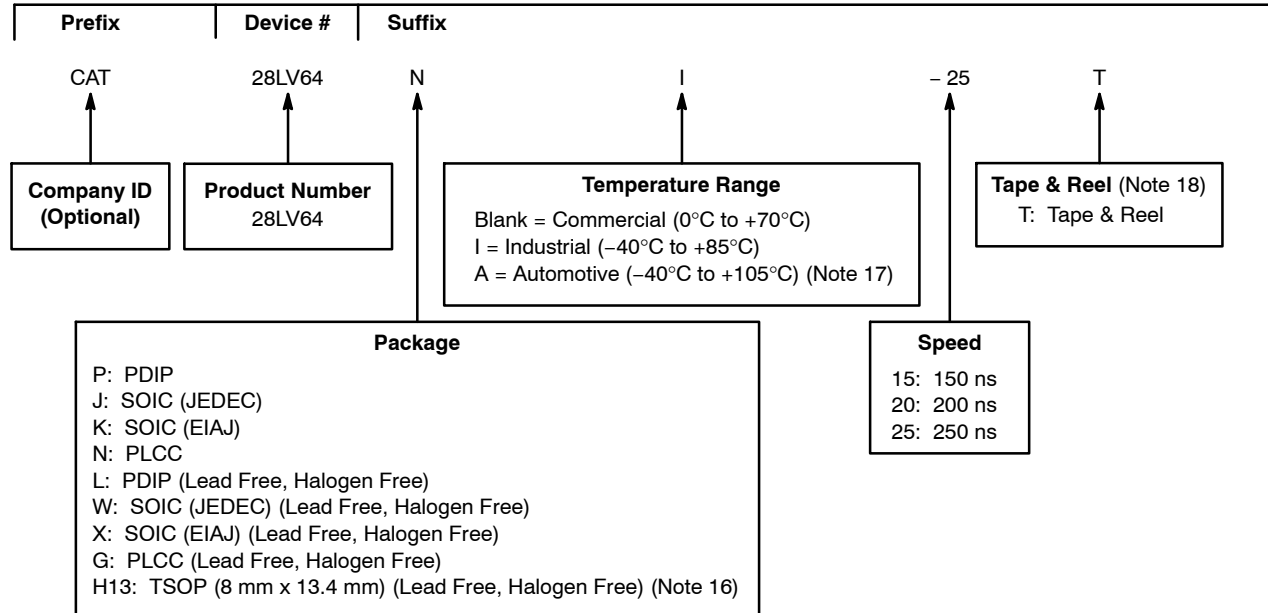 Prefix Device # Suffix
CAT 28LV64 N I – 25 T
Company ID
(Optional)
Product Number
28LV64
Temperature Range
Blank = Commercial (0°C to +70°C)
I = Industrial (−40°C to +85°C)
A = Automotive (−40°C to +105°C) (Note 17)
Tape & Reel (Note 18)
T: Tape & Reel
Package
P: PDIP
J: SOIC (JEDEC)
K: SOIC (EIAJ)
N: PLCC
L: PDIP (Lead Free, Halogen Free)
W: SOIC (JEDEC) (Lead Free, Halogen Free)
X: SOIC (EIAJ) (Lead Free, Halogen Free)
G: PLCC (Lead Free, Halogen Free)
H13: TSOP (8 mm x 13.4 mm) (Lead Free, Halogen Free) (Note 16)
Speed
15: 150 ns
20: 200 ns
25: 250 ns